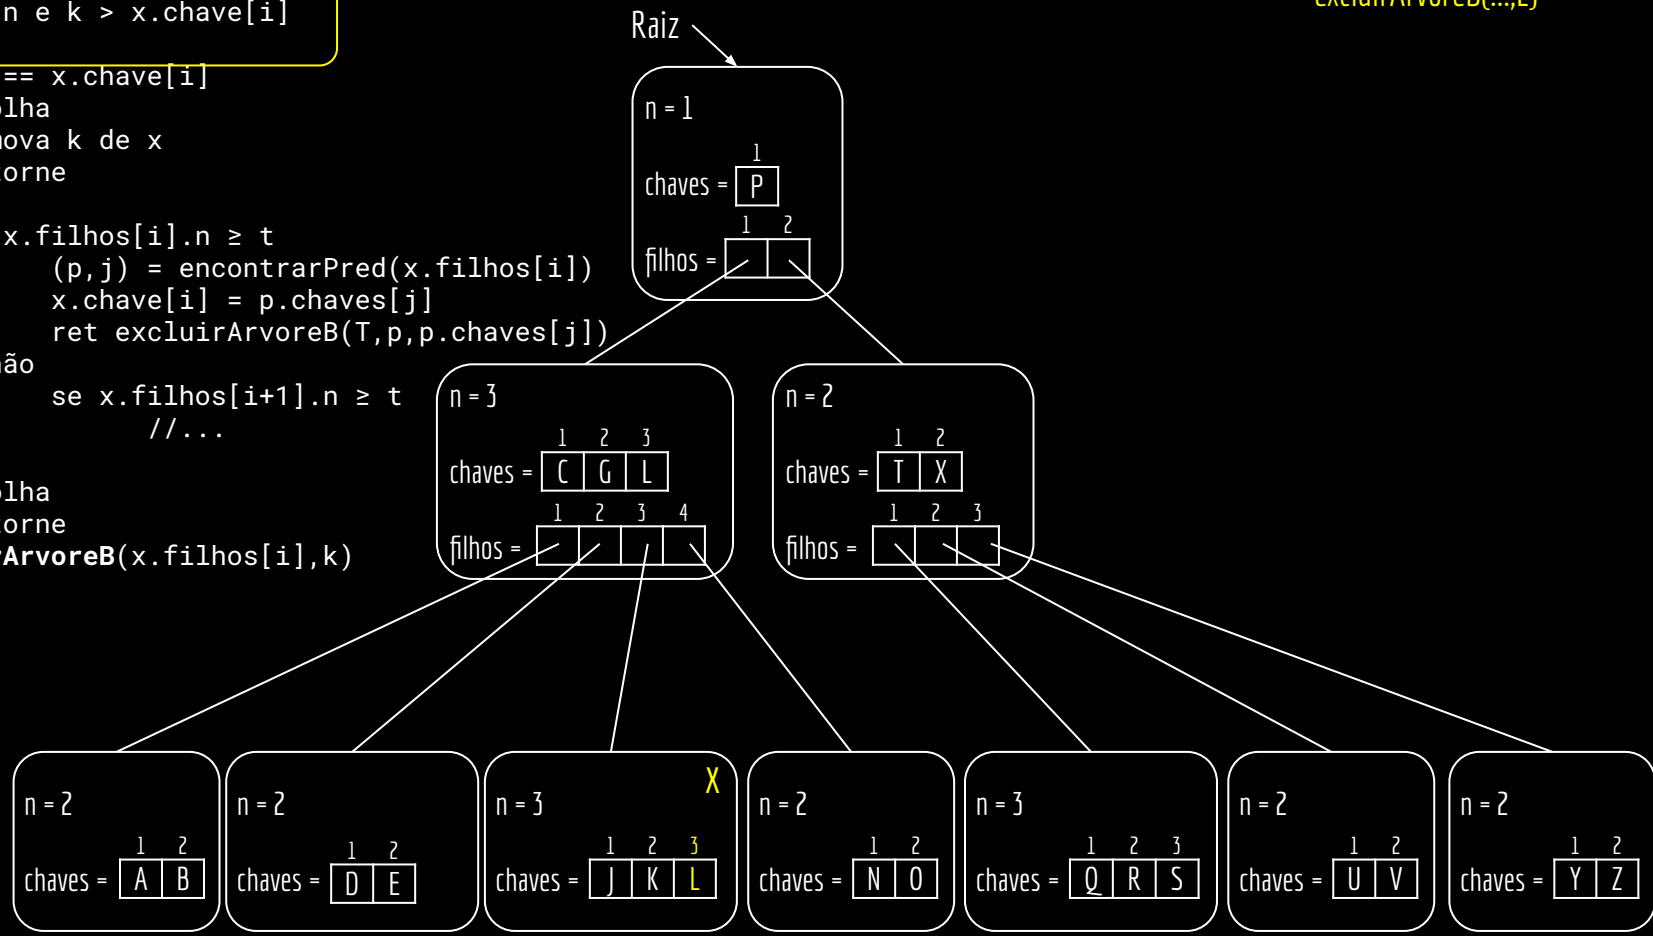 n e k > x.chave[i]
== x.chave[i]
lha
ova k de x
orne
x.filhos[i].n ≥ t
(p,j) = encontrarPred(x.filhos[i])
x.chave[i] = p.chaves[j]
ret excluirArvoreB(T,p,p.chaves[j])
ão
se x.filhos[i+1].n ≥ t
//...
lha
orne
ArvoreB(x.filhos[i],k)
excluirArvoreB(...,L)
Raiz
n = 1
1
chaves = P
1 2
filhos =
n = 3
1 2 3
chaves = C G L
1 2 3 4
filhos =
n = 2
1 2
chaves = T X
1 2 3
filhos =
n = 2
1 2
chaves = A B
n = 2
1 2
chaves = D E
X
n = 3
1 2 3
chaves = J K L
n = 2
1 2
chaves = N O
n = 3
1 2 3
chaves = Q R S
n = 2
1 2
chaves = U V
n = 2
1 2
chaves = Y Z